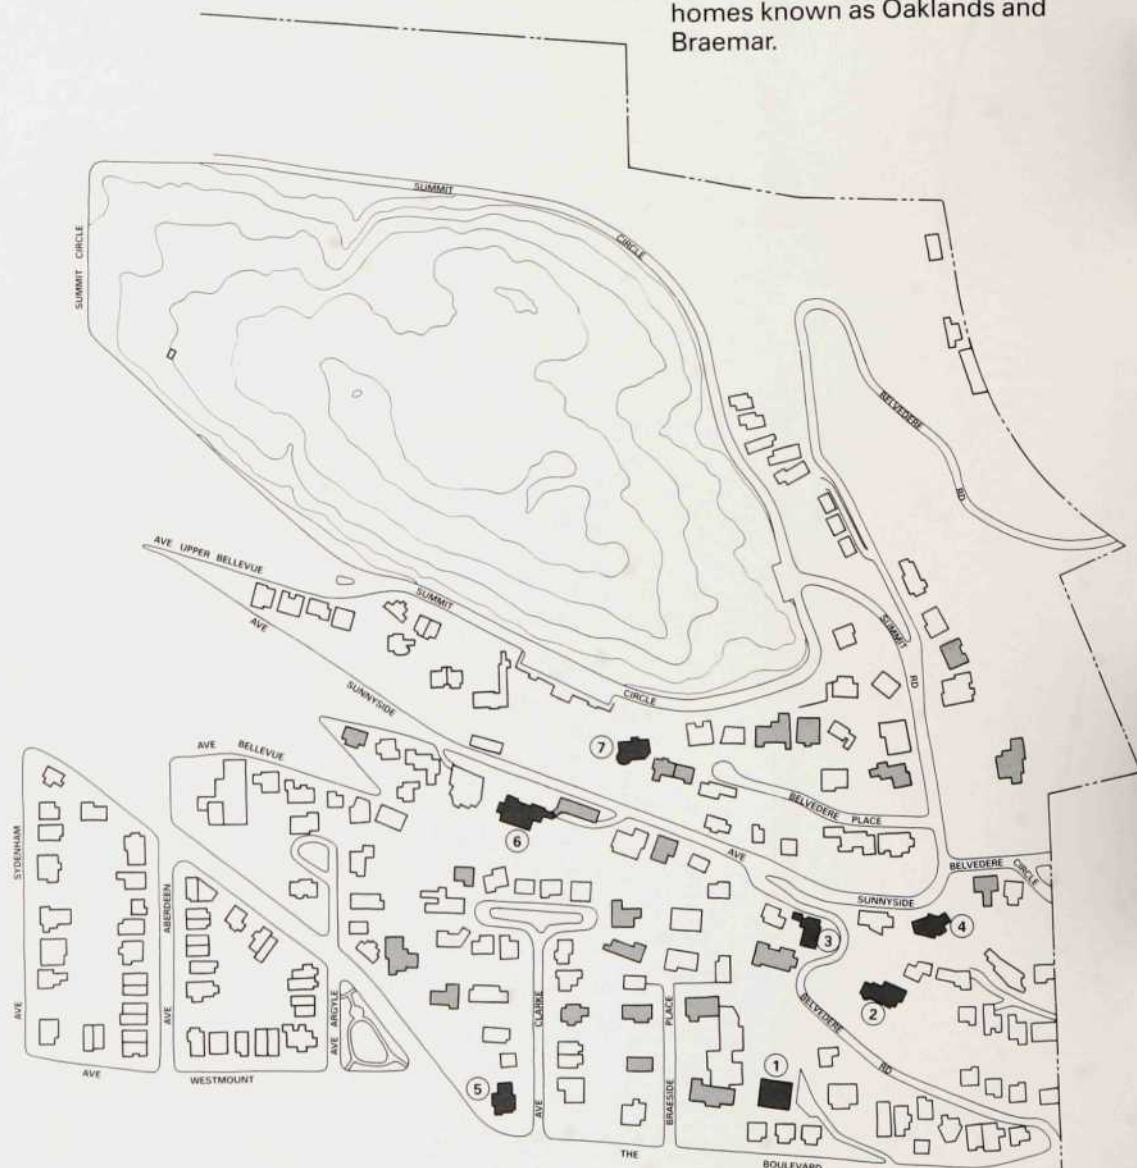 homes known as Oaklands and
Braemar.
SUMMIT
CIRCLE
SUMMIT CIRCLE
BELVEDERE
RD
AVE UPPER BELLEVUE
SUMMIT
AVE
SUMMIT
RD
SUNNYSIDE
CIRCLE
AVE BELLEVUE
7
BELVEDERE PLACE
6
AVE
SYDENHAM
BELVEDERE CIRCLE
ABERDEEN
SUNNYSIDE
4
3
AVE
AVE
AVE ARGYLE
CLARKE
PLACE
BELVEDERE
2
AVE
WESTMOUNT
1
RD
5
AVE
BRAESIDE
THE
BOULEVARD